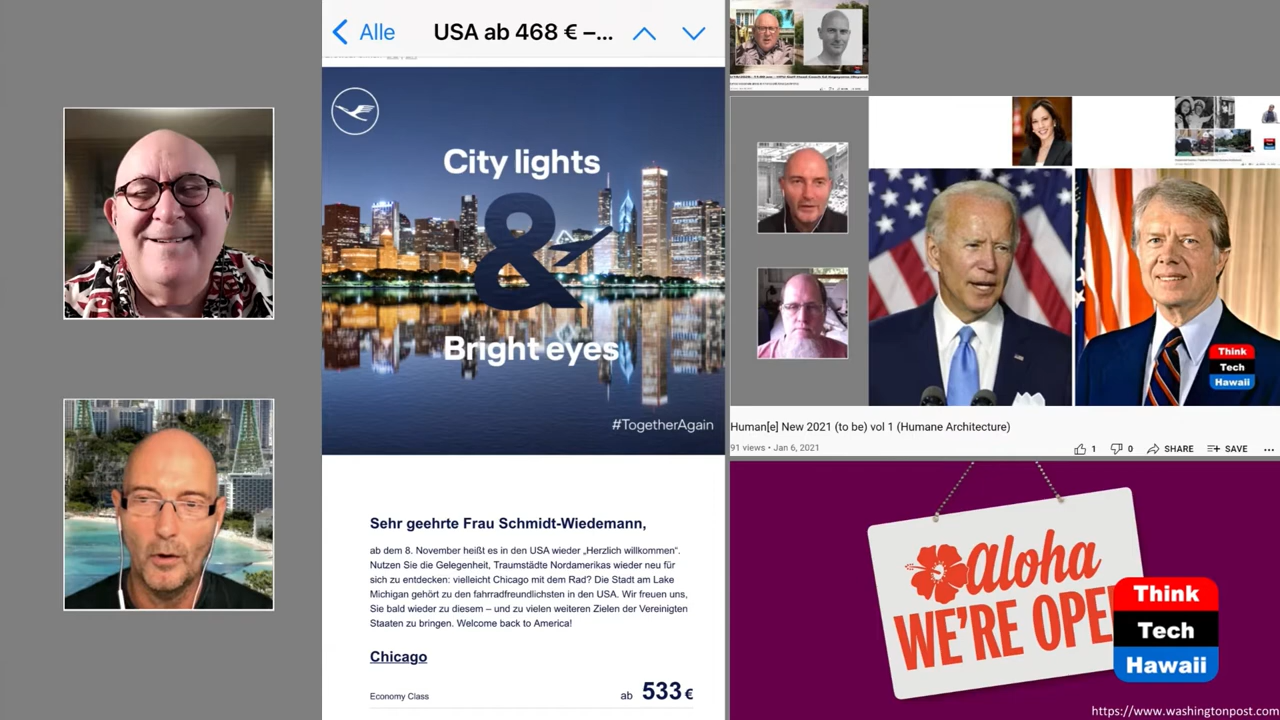 Alle
USA ab 468 € –...
City lights
&
Bright eyes
#TogetherAgain
Sehr geehrte Frau Schmidt-Wiedemann,
ab dem 8. November heißt es in den USA wieder „Herzlich willkommen“.
Nutzen Sie die Gelegenheit, Traumstädte Nordamerikas wieder neu für
sich zu entdecken: vielleicht Chicago mit dem Rad? Die Stadt am Lake
Michigan gehört zu den fahrradfreundlichsten in den USA. Wir freuen uns,
Sie bald wieder zu diesem – und zu vielen weiteren Zielen der Vereinigten
Staaten zu bringen. Welcome back to America!
Chicago
Economy Class ab 533 €
Think
Tech
Hawaii
Human[e] New 2021 (to be) vol 1 (Humane Architecture)
91 views • Jan 6, 2021
1 0 SHARE SAVE ...
Aloha
WE'RE OPE
Think
Tech
Hawaii
https://www.washingtonpost.com